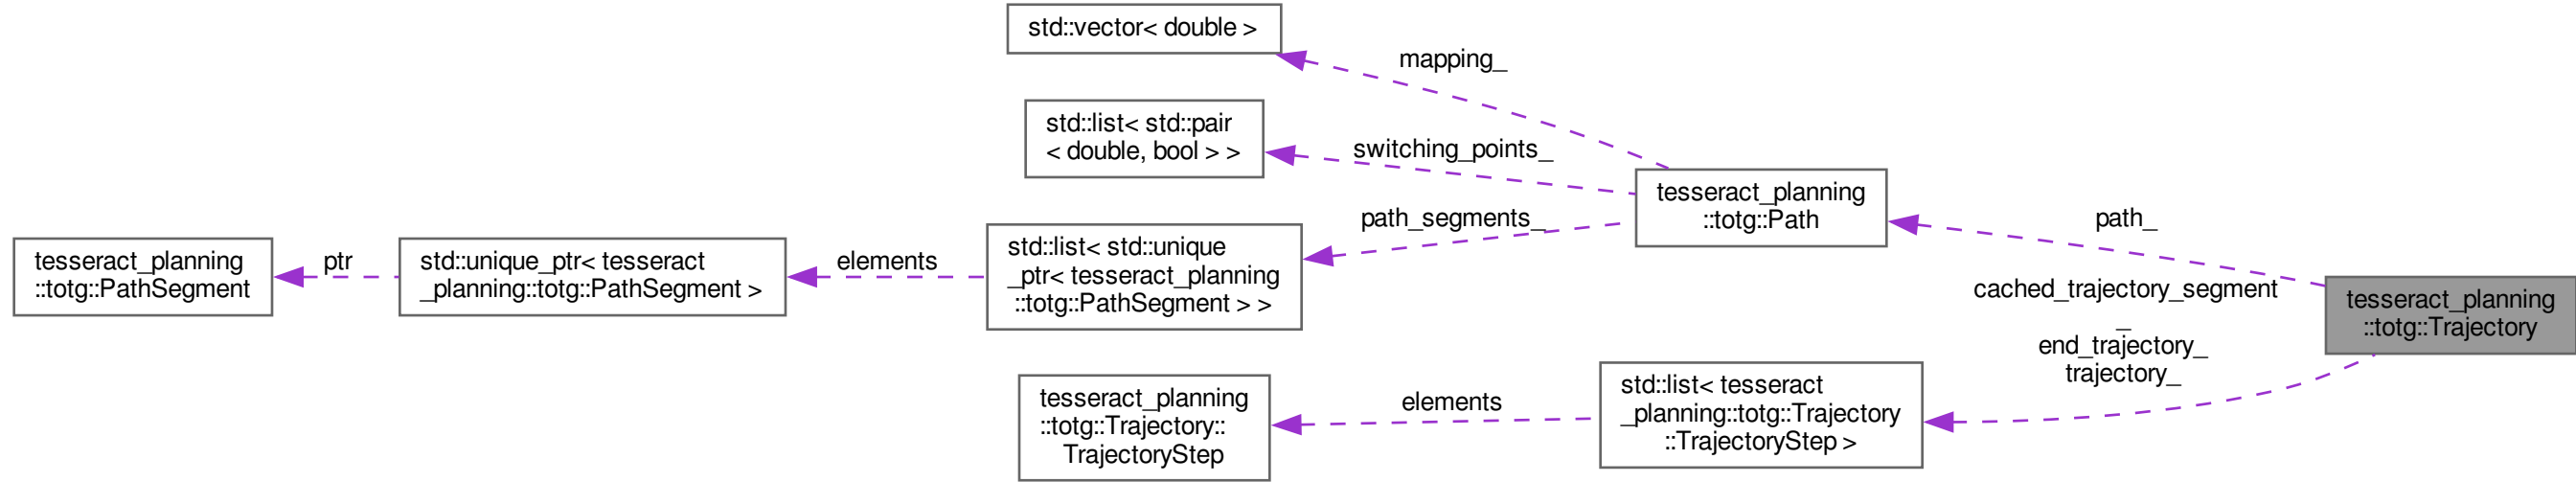 std::vector< double >
mapping_
std::list< std::pair
< double, bool > >
switching_points_
tesseract_planning
::totg::Path
path_segments_
path_
tesseract_planning
::totg::PathSegment
ptr
std::unique_ptr< tesseract
_planning::totg::PathSegment >
elements
std::list< std::unique
_ptr< tesseract_planning
::totg::PathSegment > >
cached_trajectory_segment
_
end_trajectory_
trajectory_
tesseract_planning
::totg::Trajectory
tesseract_planning
::totg::Trajectory::
TrajectoryStep
elements
std::list< tesseract
_planning::totg::Trajectory
::TrajectoryStep >